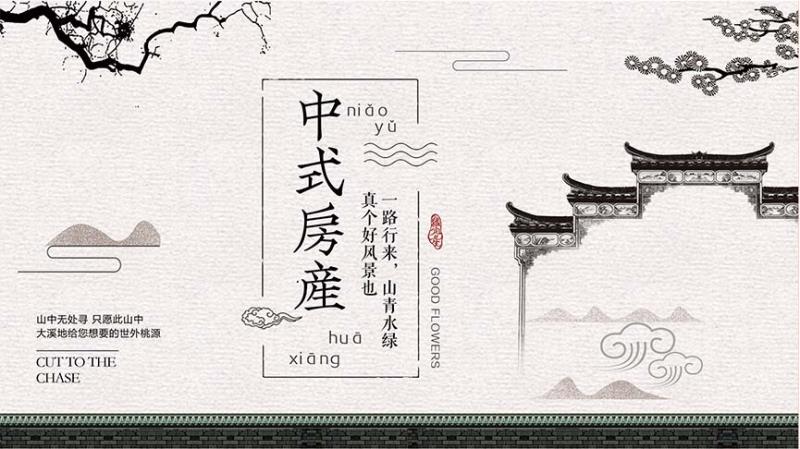 中式房産
niǎo
yǔ
一路行来，山青水绿
真个好风景也
huā
xiāng
GOOD FLOWERS
山中无处寻 只愿此山中
大溪地给您想要的世外桃源
CUT TO THE
CHASE